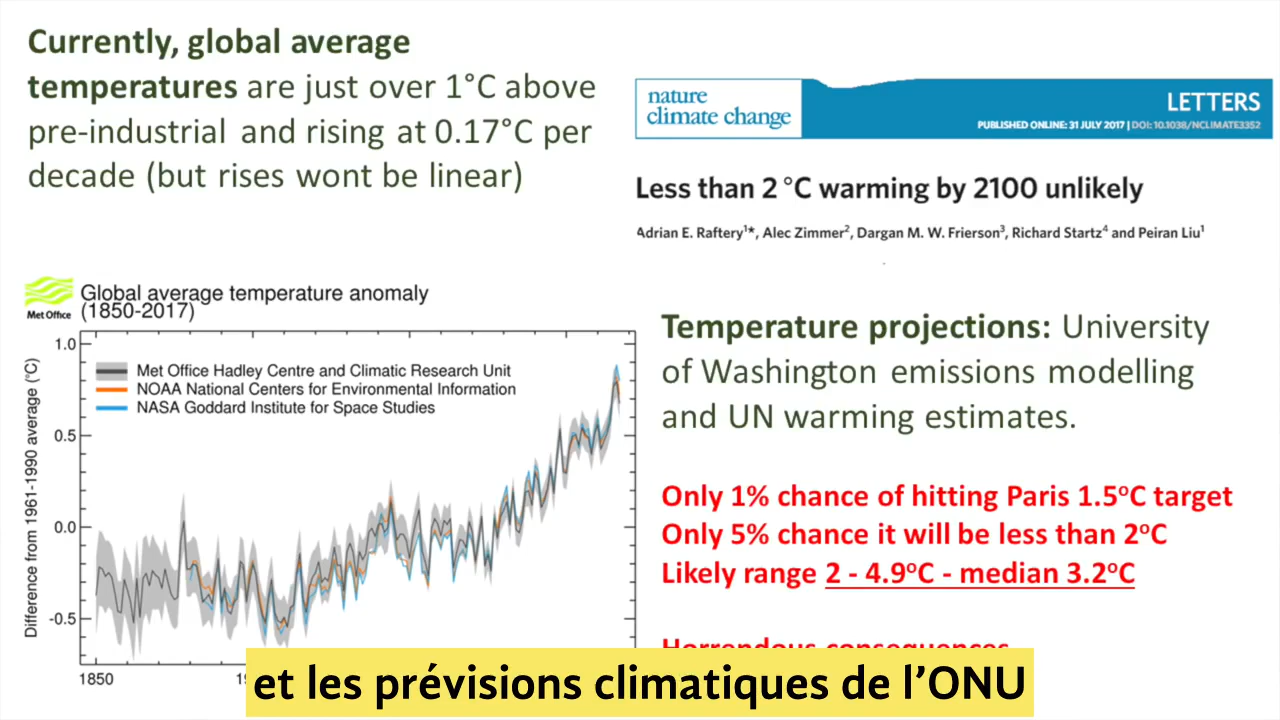 Currently, global average
temperatures are just over 1°C above
pre-industrial and rising at 0.17°C per
decade (but rises wont be linear)
nature
climate change
LETTERS
PUBLISHED ONLINE: 31 JULY 2017 | DOI: 10.1038/NCLIMATE3352
Less than 2 °C warming by 2100 unlikely
Adrian E. Raftery1*, Alec Zimmer2, Dargan M. W. Frierson3, Richard Startz4 and Peiran Liu1
Met Office
Global average temperature anomaly
(1850-2017)
Difference from 1961-1990 average (°C)
1.0
0.5
0.0
-0.5
Met Office Hadley Centre and Climatic Research Unit
NOAA National Centers for Environmental Information
NASA Goddard Institute for Space Studies
1850
Temperature projections: University
of Washington emissions modelling
and UN warming estimates.
Only 1% chance of hitting Paris 1.5°C target
Only 5% chance it will be less than 2°C
Likely range 2 - 4.9°C - median 3.2°C
Horrendous consequences
et les prévisions climatiques de l'ONU